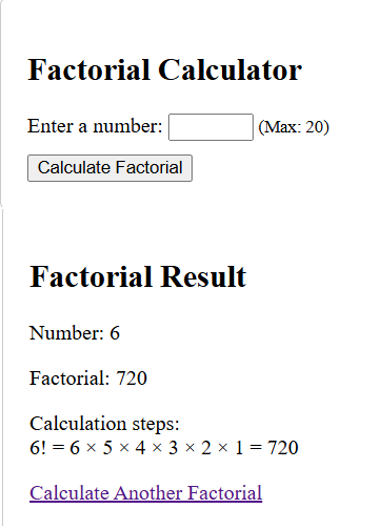 Factorial Calculator
Enter a number: (Max: 20)
Calculate Factorial
Factorial Result
Number: 6
Factorial: 720
Calculation steps:
6! = 6 × 5 × 4 × 3 × 2 × 1 = 720
Calculate Another Factorial